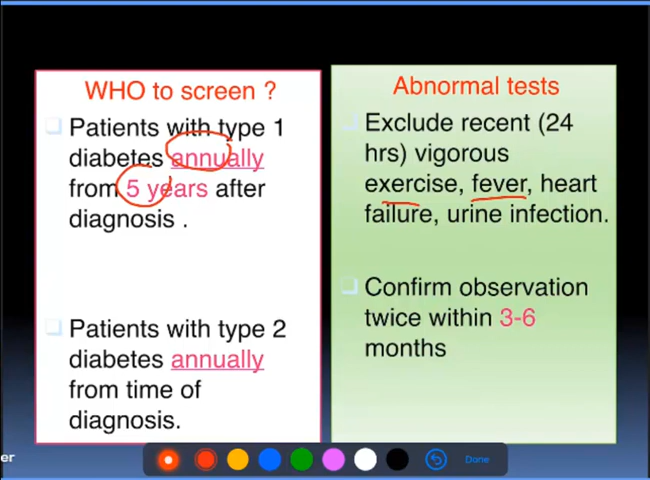 WHO to screen ?
Patients with type 1
diabetes annually
from 5 years after
diagnosis .
Patients with type 2
diabetes annually
from time of
diagnosis.
Abnormal tests
Exclude recent (24
hrs) vigorous
exercise, fever, heart
failure, urine infection.
Confirm observation
twice within 3-6
months
er
Done